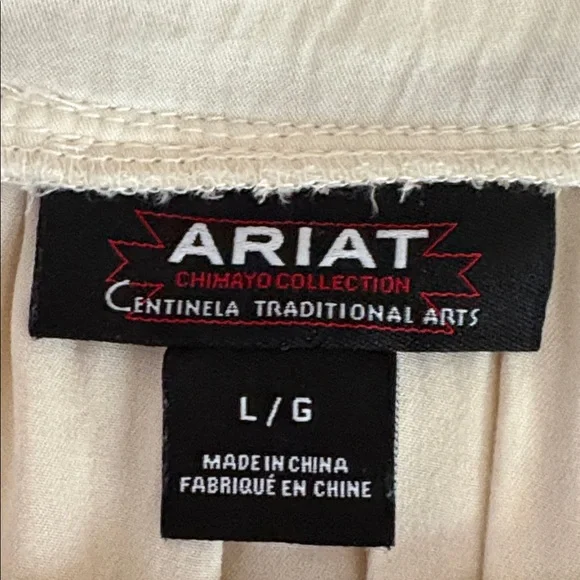 ARIAT
CHIMAYO COLLECTION
CENTINELA TRADITIONAL ARTS
L/G
MADE IN CHINA
FABRIQUÉ EN CHINE